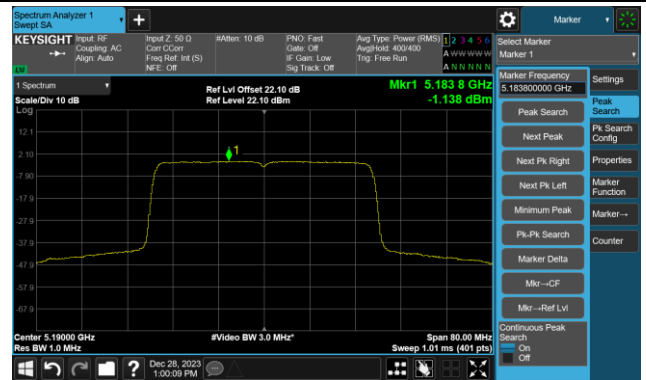 Spectrum Analyzer 1
Swept SA
Marker
KEYSIGHT
Input: RF
Coupling: AC
Align: Auto
Input Z: 50 Ω
Corr CCorr
Freq Ref: Int (S)
NFE: Off
#Atten: 10 dB
PNO: Fast
Gate: Off
IF Gain: Low
Sig Track: Off
Avg Type: Power (RMS)
Avg|Hold: 400/400
Trig: Free Run
1 2 3 4 5 6
A W W W W W
A N N N N N
Select Marker
Marker 1
1 Spectrum
Scale/Div 10 dB
Log
Ref Lvl Offset 22.10 dB
Ref Level 22.10 dBm
Mkr1 5.183 8 GHz
-1.138 dBm
12.1
2.10
-7.90
-17.9
-27.9
-37.9
-47.9
-57.9
-67.9
1
Center 5.19000 GHz
Res BW 1.0 MHz
#Video BW 3.0 MHz*
Span 80.00 MHz
Sweep 1.01 ms (401 pts)
Marker Frequency
5.183800000 GHz
Peak Search
Next Peak
Next Pk Right
Next Pk Left
Minimum Peak
Pk-Pk Search
Marker Delta
Mkr→CF
Mkr→Ref Lvl
Continuous Peak
Search
On
Off
Settings
Peak
Search
Pk Search
Config
Properties
Marker
Function
Marker→
Counter
?
Dec 28, 2023
1:00:09 PM